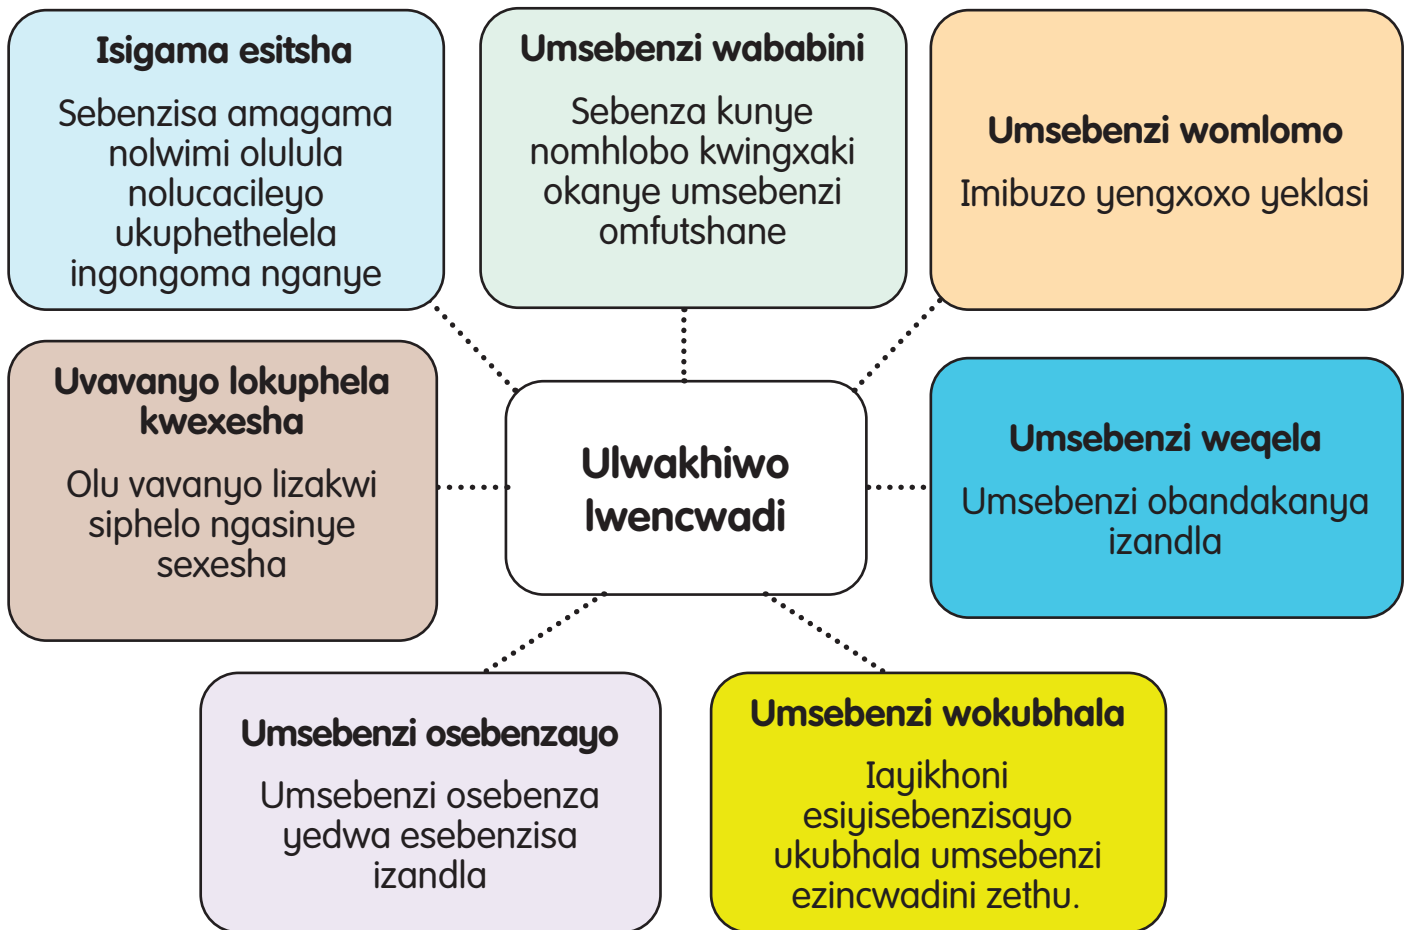 Isigama esitsha
Sebenzisa amagama
nolwimi olulula
nolucacileyo
ukuphethelela
ingongoma nganye
Umsebenzi wababini
Sebenza kunye
nomhlobo kwingxaki
okanye umsebenzi
omfutshane
Umsebenzi womlomo
Imibuzo yengxoxo yeklasi
Uvavanyo lokuphela
kwexesha
Olu vavanyo lizakwi
siphelo ngasinye
sexesha
Ulwakhiwo
lwencwadi
Umsebenzi weqela
Umsebenzi obandakanya
izandla
Umsebenzi osebenzayo
Umsebenzi osebenza
yedwa esebenzisa
izandla
Umsebenzi wokubhala
Iayikhoni
esiyisebenzisayo
ukubhala umsebenzi
ezincwadini zethu.